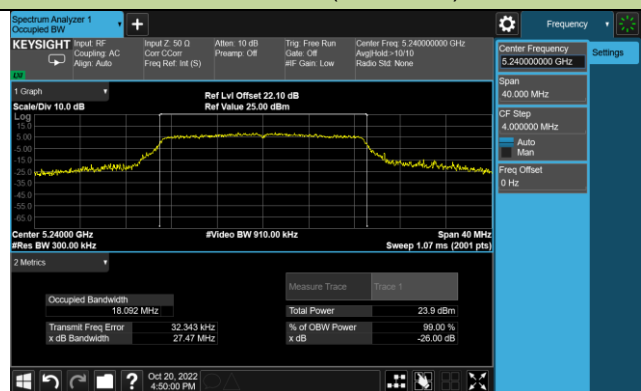 Spectrum Analyzer 1
Occupied BW
Frequency
KEYSIGHT
Input: RF
Coupling: AC
Align: Auto
Input Z: 50 Ω
Corr CCorr
Freq Ref: Int (S)
Atten: 10 dB
Preamp: Off
Trig: Free Run
Gate: Off
#IF Gain: Low
Center Freq: 5.240000000 GHz
Avg|Hold:>10/10
Radio Std: None
Center Frequency
5.240000000 GHz
Settings
Span
40.000 MHz
CF Step
4.000000 MHz
Auto
Man
Freq Offset
0 Hz
1 Graph
Scale/Div 10.0 dB
Ref Lvl Offset 22.10 dB
Ref Value 25.00 dBm
Log
15.0
5.00
-5.00
-15.0
-25.0
-35.0
-45.0
-55.0
-65.0
Center 5.24000 GHz
#Res BW 300.00 kHz
#Video BW 910.00 kHz
Span 40 MHz
Sweep 1.07 ms (2001 pts)
2 Metrics
Measure Trace
Trace 1
Occupied Bandwidth
18.092 MHz
Total Power
23.9 dBm
Transmit Freq Error
32.343 kHz
% of OBW Power
99.00 %
x dB Bandwidth
27.47 MHz
x dB
-26.00 dB
?
Oct 20, 2022
4:50:00 PM